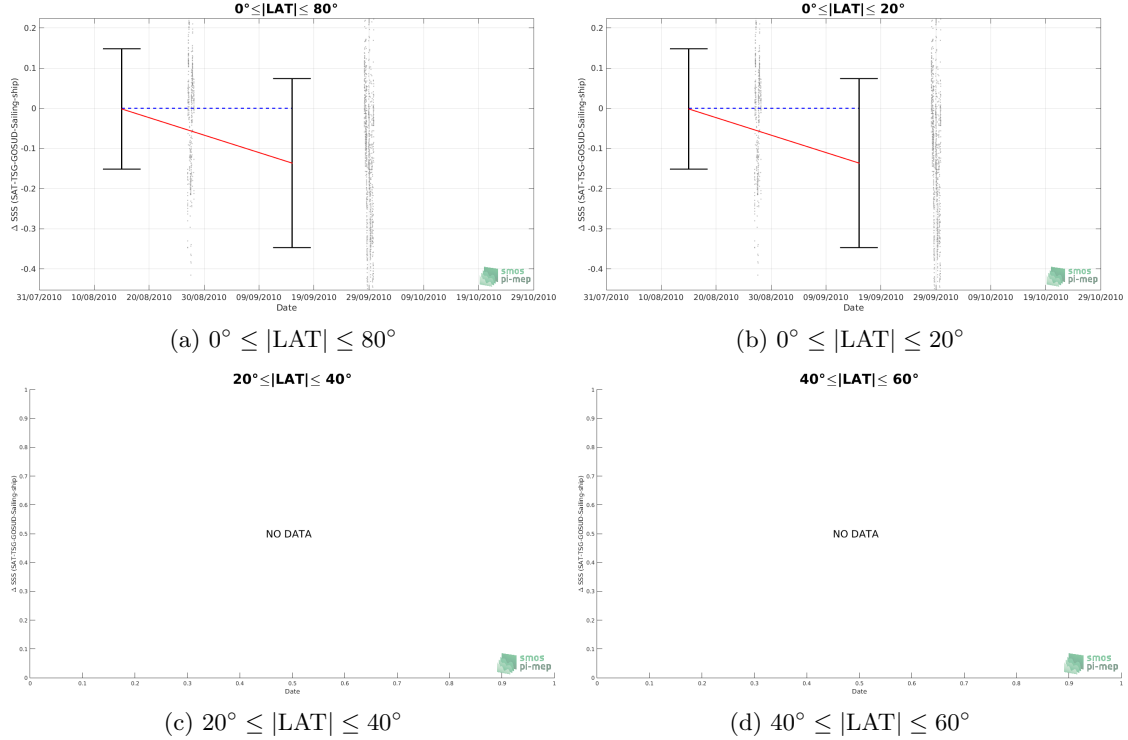 0°≤|LAT|≤ 80°
Δ SSS (SAT-TSG-GOSUD-Sailing-ship)
0.2
0.1
0
-0.1
-0.2
-0.3
-0.4
31/07/2010 10/08/2010 20/08/2010 30/08/2010 09/09/2010 19/09/2010 29/09/2010 09/10/2010 19/10/2010 29/10/2010
Date
smos
pi-mep
(a) 0° ≤ |LAT| ≤ 80°
0°≤|LAT|≤ 20°
Δ SSS (SAT-TSG-GOSUD-Sailing-ship)
0.2
0.1
0
-0.1
-0.2
-0.3
-0.4
31/07/2010 10/08/2010 20/08/2010 30/08/2010 09/09/2010 19/09/2010 29/09/2010 09/10/2010 19/10/2010 29/10/2010
Date
smos
pi-mep
(b) 0° ≤ |LAT| ≤ 20°
20°≤|LAT|≤ 40°
Δ SSS (SAT-TSG-GOSUD-Sailing-ship)
1
0.9
0.8
0.7
0.6
0.5
0.4
0.3
0.2
0.1
0
NO DATA
0 0.1 0.2 0.3 0.4 0.5 0.6 0.7 0.8 0.9 1
Date
smos
pi-mep
(c) 20° ≤ |LAT| ≤ 40°
40°≤|LAT|≤ 60°
Δ SSS (SAT-TSG-GOSUD-Sailing-ship)
1
0.9
0.8
0.7
0.6
0.5
0.4
0.3
0.2
0.1
0
NO DATA
0 0.1 0.2 0.3 0.4 0.5 0.6 0.7 0.8 0.9 1
Date
smos
pi-mep
(d) 40° ≤ |LAT| ≤ 60°